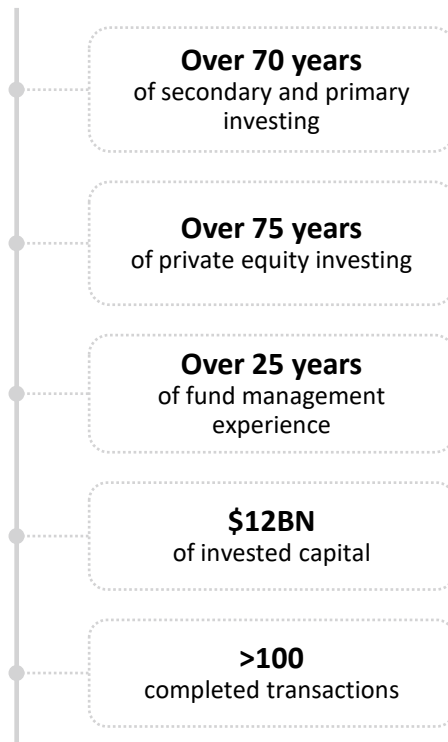 Over 70 years
of secondary and primary
investing
Over 75 years
of private equity investing
Over 25 years
of fund management
experience
$12BN
of invested capital
>100
completed transactions